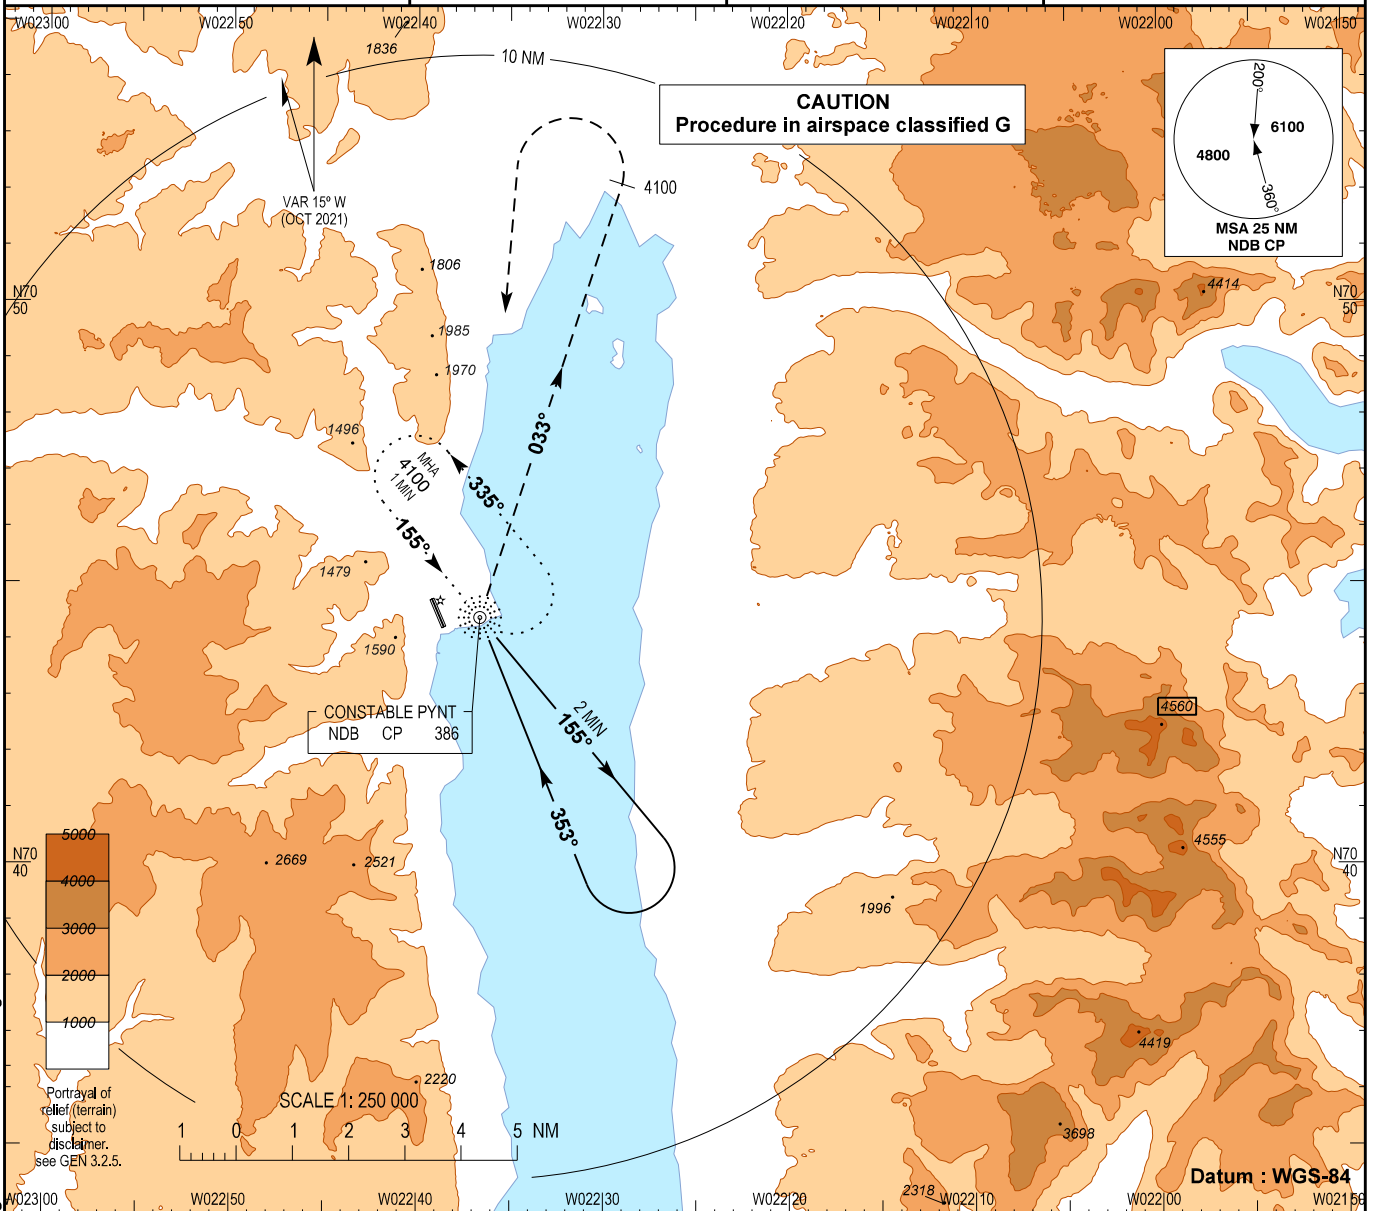 W023 00
W022 50
W022 40
W022 30
W022 20
W022 10
W022 00
W021 50
1836
10 NM
CAUTION
Procedure in airspace classified G
200°
6100
4800
360°
MSA 25 NM
NDB CP
VAR 15° W
(OCT 2021)
4100
1806
N70
50
4414
N70
50
1985
1970
1496
033°
MHA
4100
1 MIN
335°
155°
1479
1590
CONSTABLE PYNT
NDB CP 386
2 MIN
155°
353°
4560
5000
4000
3000
2000
1000
N70
40
2669
2521
4555
N70
40
1996
4419
2220
3698
2318
Portrayal of
relief (terrain)
subject to
disclaimer.
see GEN 3.2.5.
SCALE 1: 250 000
1 0 1 2 3 4 5 NM
Datum : WGS-84
W023 00
W022 50
W022 40
W022 30
W022 20
W022 10
W022 00
W021 50